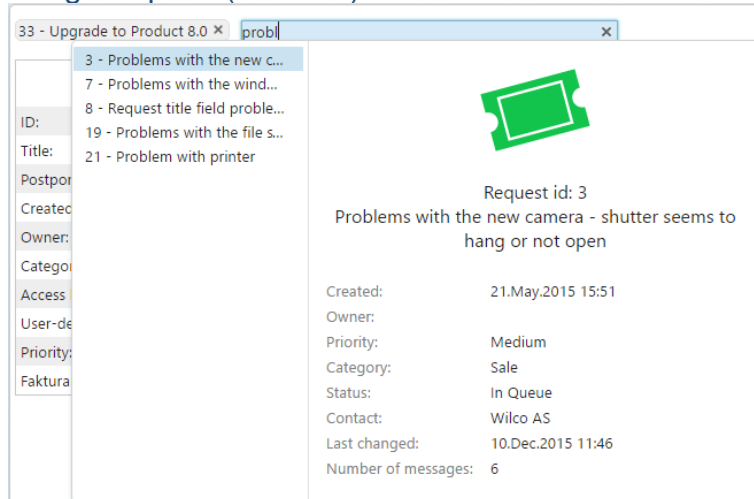 33 - Upgrade to Product 8.0 ×
probl ×
3 - Problems with the new c...
7 - Problems with the wind...
8 - Request title field proble...
19 - Problems with the file s...
21 - Problem with printer
ID:
Title:
Postpor
Created
Owner:
Catego
Access
User-de
Priority:
Faktura
Request id: 3
Problems with the new camera - shutter seems to
hang or not open
Created: 21.May.2015 15:51
Owner:
Priority: Medium
Category: Sale
Status: In Queue
Contact: Wilco AS
Last changed: 10.Dec.2015 11:46
Number of messages: 6